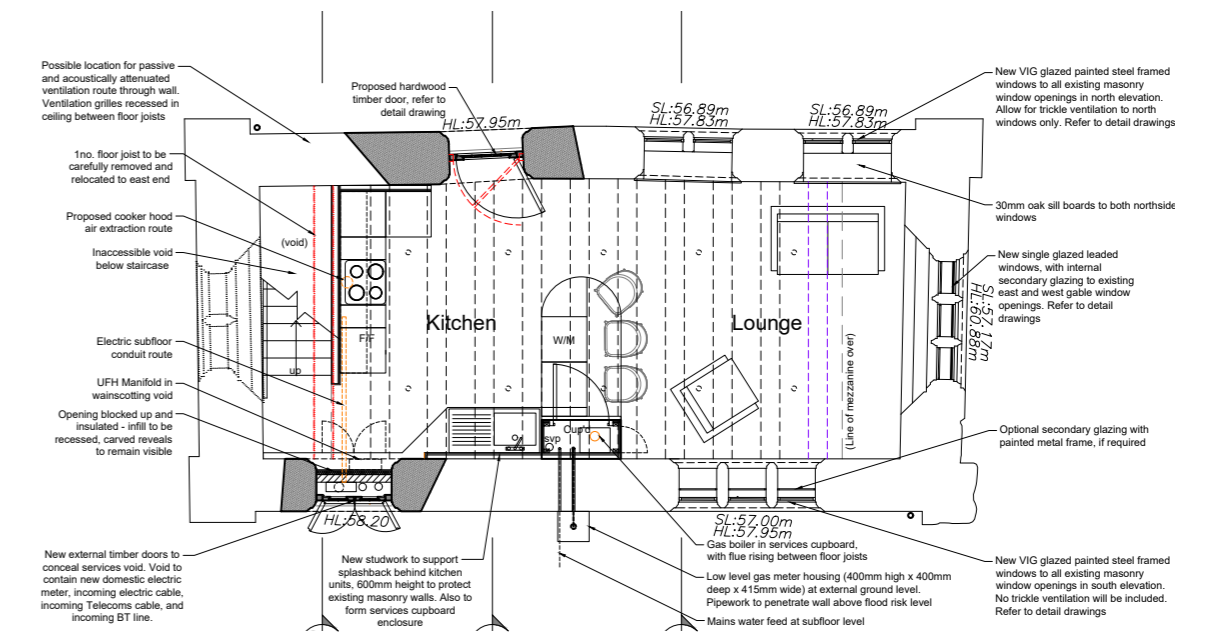 Possible location for passive
and acoustically attenuated
ventilation route through wall.
Ventilation grilles recessed in
ceiling between floor joists
1no. floor joist to be
carefully removed and
relocated to east end
Proposed cooker hood
air extraction route
Inaccessible void
below staircase
Electric subfloor
conduit route
UFH Manifold in
wainscotting void
Opening blocked up and
insulated - infill to be
recessed, carved reveals
to remain visible
New external timber doors to
conceal services void. Void to
contain new domestic electric
meter, incoming electric cable,
incoming Telecoms cable, and
incoming BT line.
Proposed hardwood
timber door, refer to
detail drawing
HL:57.95m
SL:56.89m
HL:57.83m
SL:56.89m
HL:57.83m
(void)
up
F/F
Kitchen
W/M
Lounge
(Line of mezzanine over)
svp
Cup'd
HL:58.20
SL:57.00m
HL:57.95m
SL:57.17m
HL:60.88m
New studwork to support
splashback behind kitchen
units, 600mm height to protect
existing masonry walls. Also to
form services cupboard
enclosure
Gas boiler in services cupboard,
with flue rising between floor joists
Low level gas meter housing (400mm high x 400mm
deep x 415mm wide) at external ground level.
Pipework to penetrate wall above flood risk level
Mains water feed at subfloor level
New VIG glazed painted steel framed
windows to all existing masonry
window openings in north elevation.
Allow for trickle ventilation to north
windows only. Refer to detail drawings
30mm oak sill boards to both northside
windows
New single glazed leaded
windows, with internal
secondary glazing to existing
east and west gable window
openings. Refer to detail
drawings
Optional secondary glazing with
painted metal frame, if required
New VIG glazed painted steel framed
windows to all existing masonry
window openings in south elevation.
No trickle ventilation will be included.
Refer to detail drawings